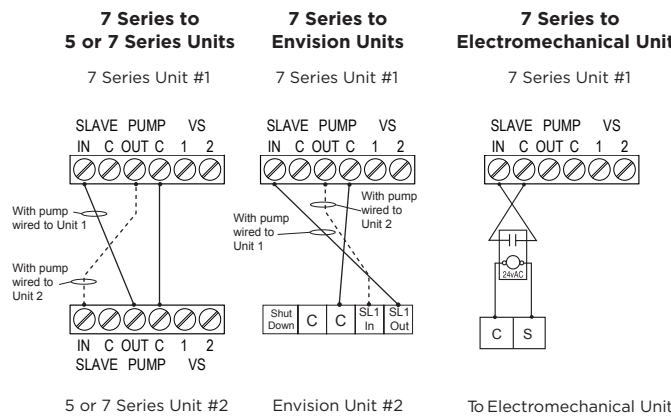 7 Series to
5 or 7 Series Units
7 Series Unit #1
SLAVE PUMP VS
IN C OUT C 1 2
With pump
wired to Unit 1
With pump
wired to
Unit 2
IN C OUT C 1 2
SLAVE PUMP VS
5 or 7 Series Unit #2
7 Series to
Envision Units
7 Series Unit #1
SLAVE PUMP VS
IN C OUT C 1 2
With pump
wired to
Unit 2
With pump
wired to
Unit 1
Shut
Down
C
C
SL1
In
SL1
Out
Envision Unit #2
7 Series to
Electromechanical Unit
7 Series Unit #1
SLAVE PUMP VS
IN C OUT C 1 2
24vAC
C S
To Electromechanical Unit